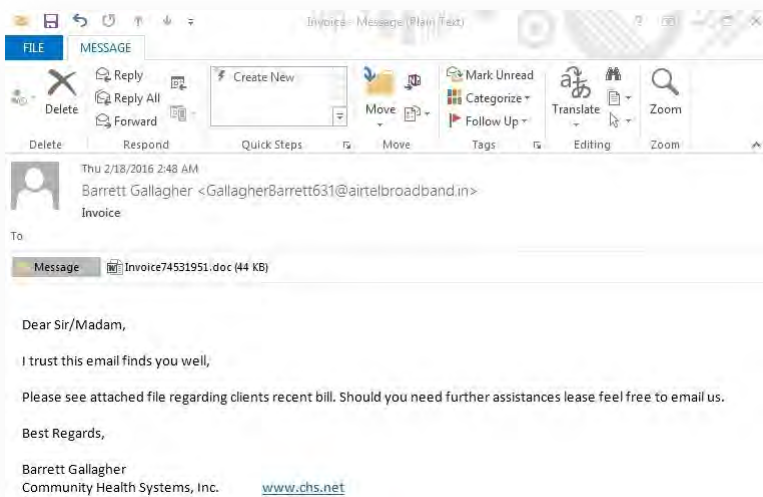 Invoice - Message (Plain Text)
FILE MESSAGE
Delete
Reply
Reply All
Forward
Create New
Move
Mark Unread
Categorize
Follow Up
Translate
Zoom
Delete Respond Quick Steps Move Tags Editing Zoom
Thu 2/18/2016 2:48 AM
Barrett Gallagher <GallagherBarrett631@airtelbroadband.in>
Invoice
To
Message Invoice74531951.doc (44 KB)
Dear Sir/Madam,
I trust this email finds you well,
Please see attached file regarding clients recent bill. Should you need further assistances lease feel free to email us.
Best Regards,
Barrett Gallagher
Community Health Systems, Inc. www.chs.net